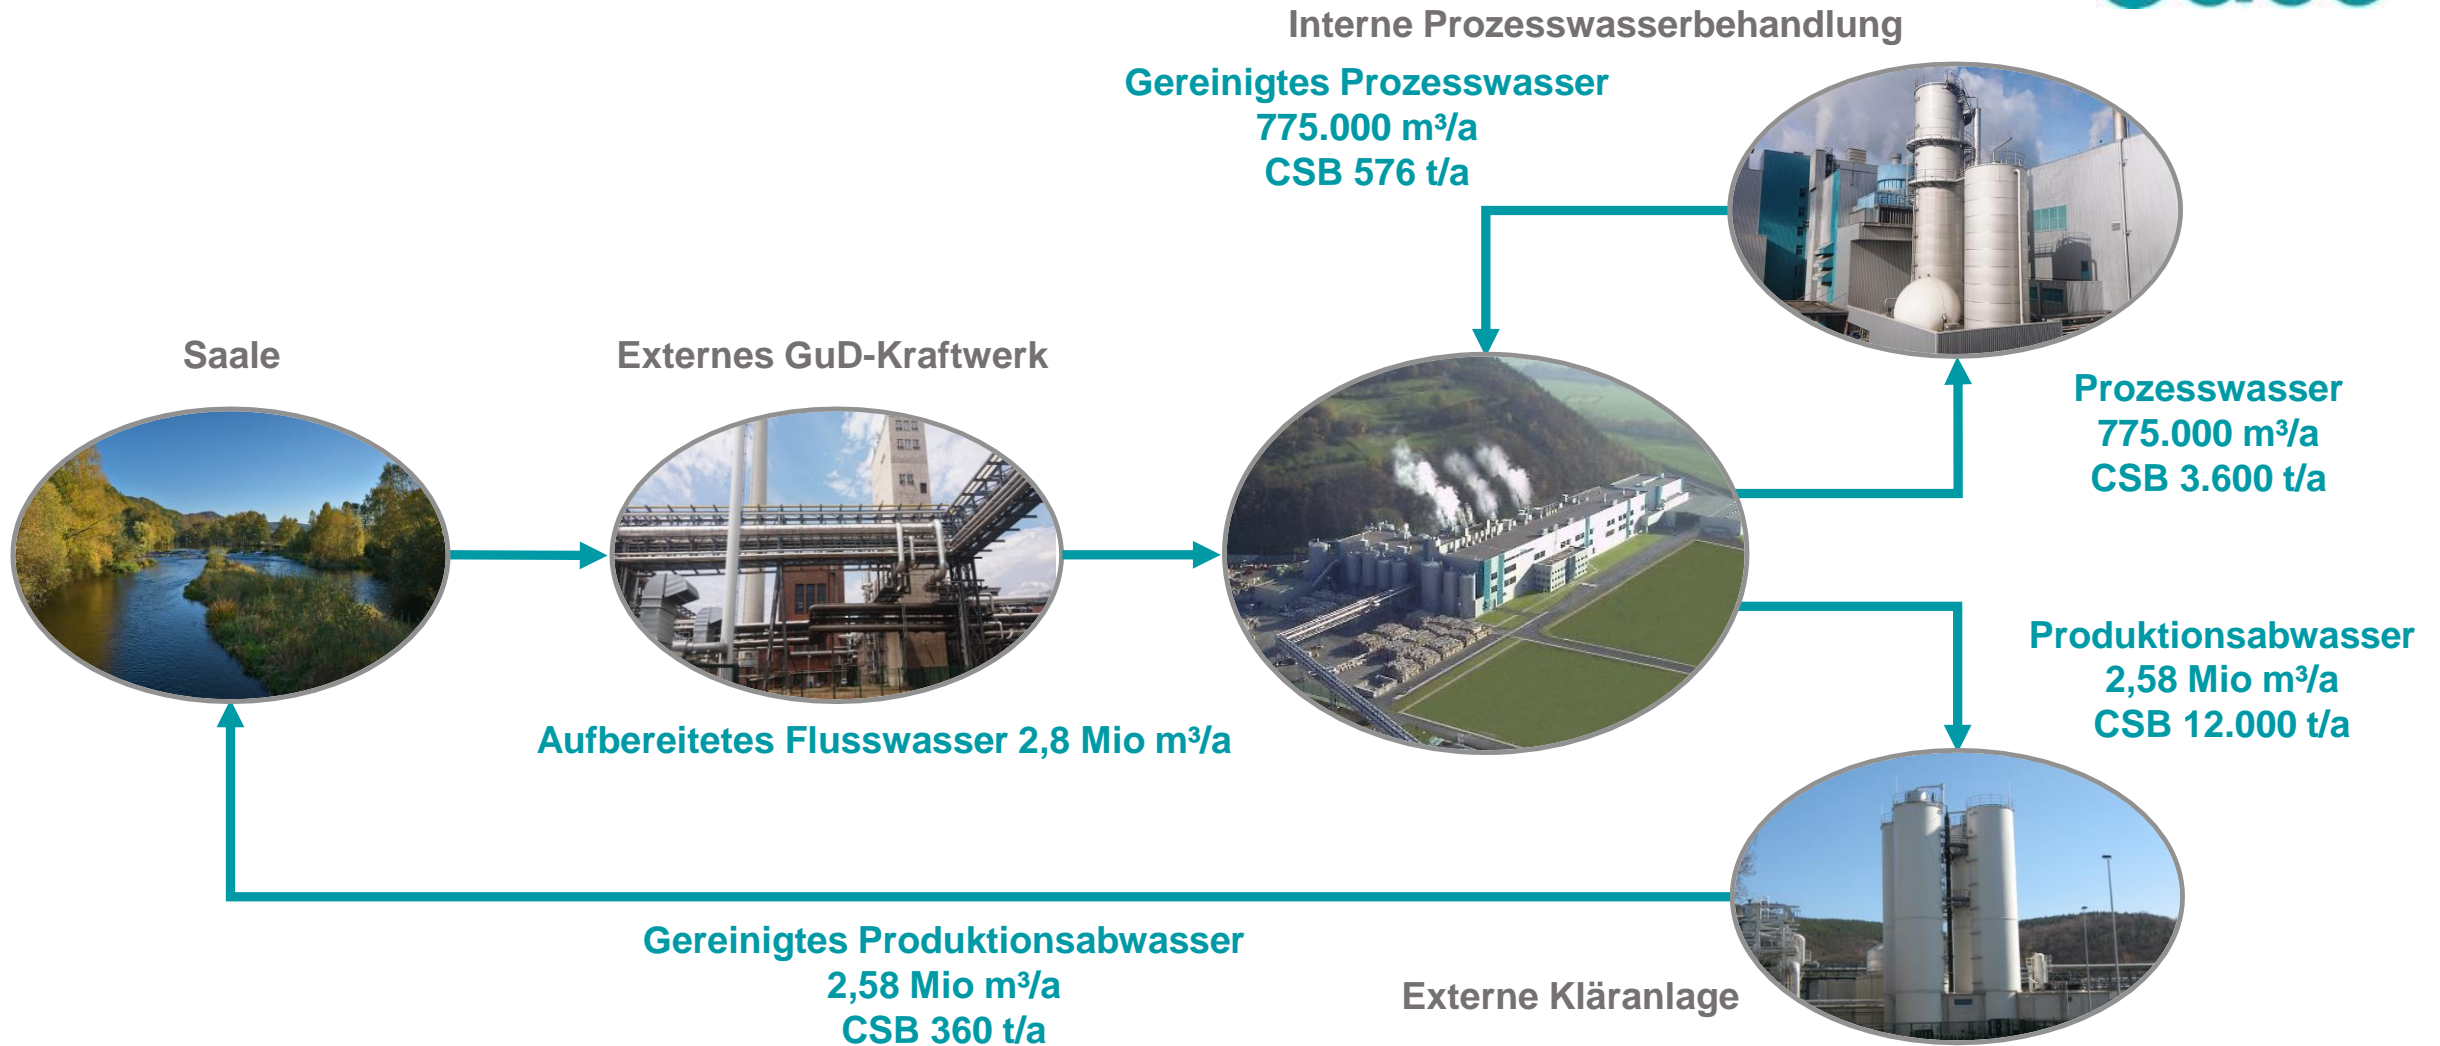 Interne Prozesswasserbehandlung
Gereinigtes Prozesswasser
775.000 m³/a
CSB 576 t/a
Saale
Externes GuD-Kraftwerk
Prozesswasser
775.000 m³/a
CSB 3.600 t/a
Aufbereitetes Flusswasser 2,8 Mio m³/a
Produktionsabwasser
2,58 Mio m³/a
CSB 12.000 t/a
Gereinigtes Produktionsabwasser
2,58 Mio m³/a
CSB 360 t/a
Externe Kläranlage